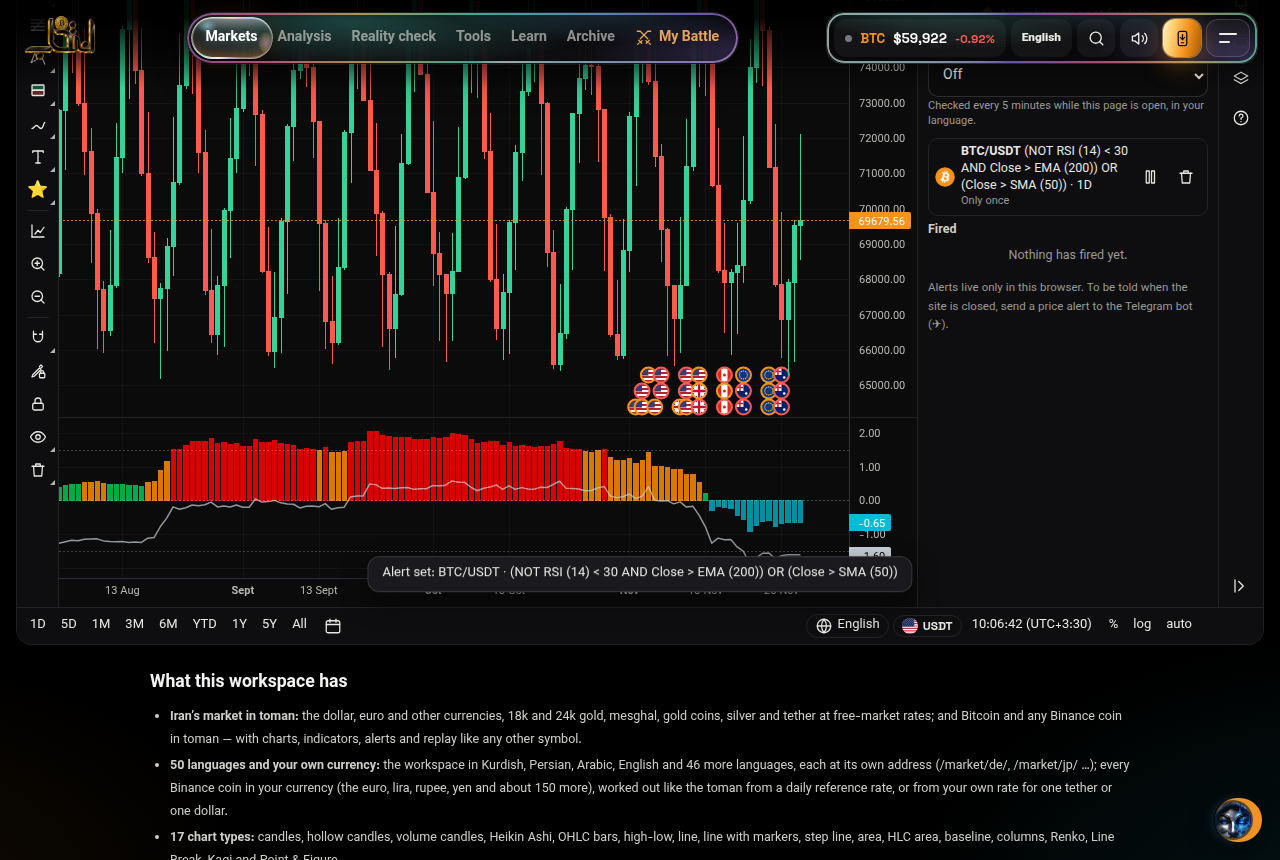 Markets
Analysis
Reality check
Tools
Learn
Archive
My Battle
BTC $59,922 -0.92%
English
74000.00
73000.00
72000.00
71000.00
70000.00
69679.56
69000.00
68000.00
67000.00
66000.00
65000.00
2.00
1.00
0.00
-0.65
-1.00
Off
Checked every 5 minutes while this page is open, in your
language.
BTC/USDT (NOT RSI (14) < 30
AND Close > EMA (200)) OR
(Close > SMA (50)) · 1D
Only once
Fired
Nothing has fired yet.
Alerts live only in this browser. To be told when the
site is closed, send a price alert to the Telegram bot
(✈).
Alert set: BTC/USDT · (NOT RSI (14) < 30 AND Close > EMA (200)) OR (Close > SMA (50))
13 Aug
Sept
13 Sept
1D 5D 1M 3M 6M YTD 1Y 5Y All
English
USDT
10:06:42 (UTC+3:30)
% log auto
What this workspace has
• Iran's market in toman: the dollar, euro and other currencies, 18k and 24k gold, mesghal, gold coins, silver and tether at free-market rates; and Bitcoin and any Binance coin
in toman — with charts, indicators, alerts and replay like any other symbol.
• 50 languages and your own currency: the workspace in Kurdish, Persian, Arabic, English and 46 more languages, each at its own address (/market/de/, /market/jp/ …); every
Binance coin in your currency (the euro, lira, rupee, yen and about 150 more), worked out like the toman from a daily reference rate, or from your own rate for one tether or
one dollar.
• 17 chart types: candles, hollow candles, volume candles, Heikin Ashi, OHLC bars, high-low, line, line with markers, step line, area, HLC area, baseline, columns, Renko, Line
Break, Kagi and Point & Figure.